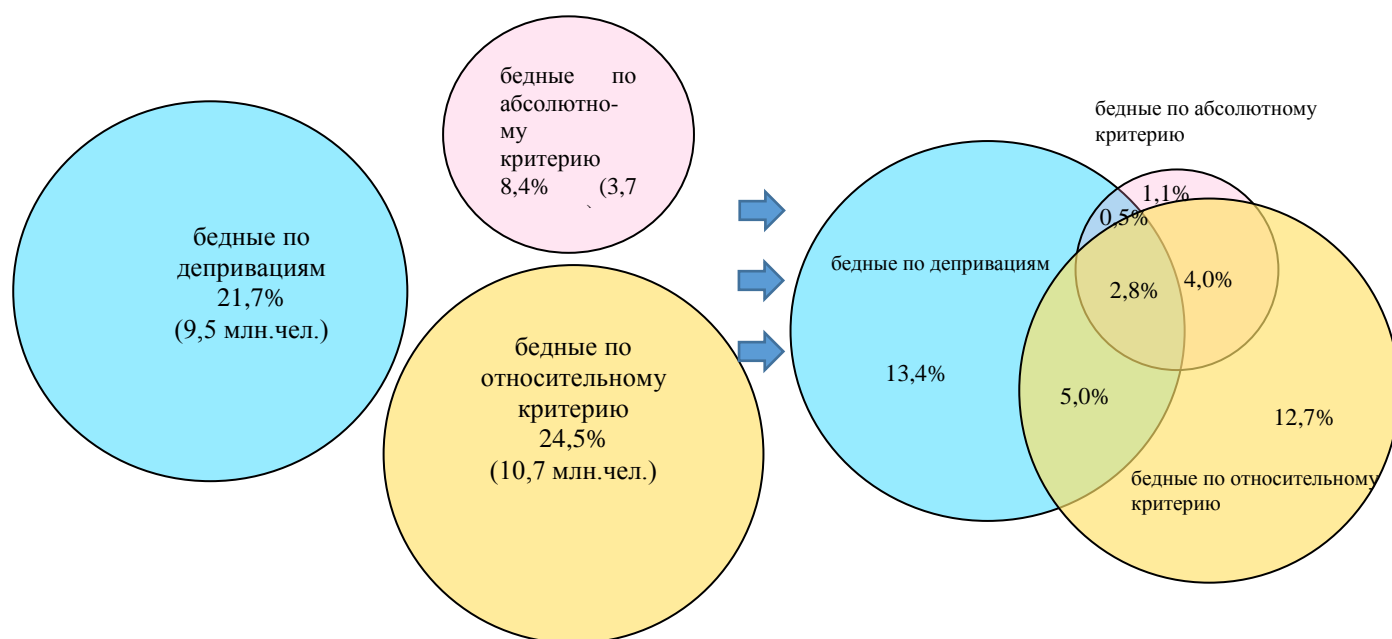 бедные по
абсолютно-
му
критерию
8,4% (3,7
бедные по
депривациям
21,7%
(9,5 млн.чел.)
бедные по
относительному
критерию
24,5%
(10,7 млн.чел.)
бедные по абсолютному
критерию
1,1%
0,5%
бедные по депривациям
2,8%
4,0%
13,4%
5,0%
12,7%
бедные по относительному
критерию